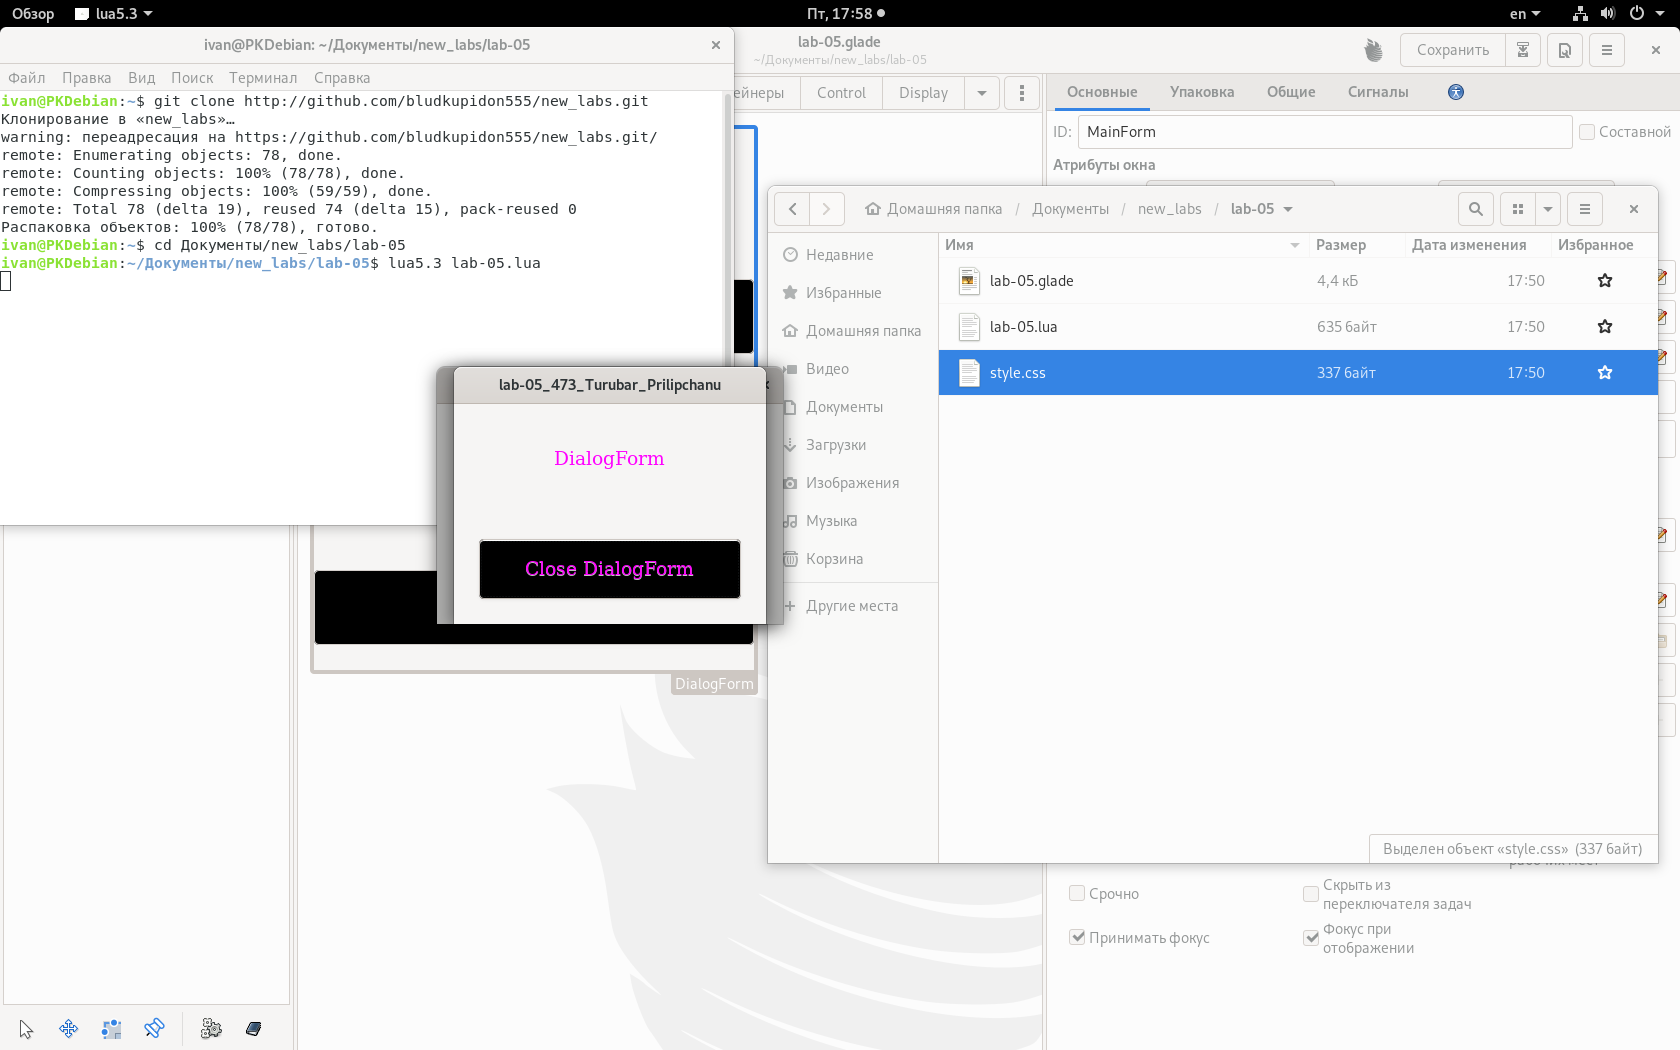 Обзор
lua5.3
Пт, 17:58
en
ivan@PKDebian: ~/Документы/new_labs/lab-05
Файл Правка Вид Поиск Терминал Справка
ivan@PKDebian:~$ git clone http://github.com/bludkupidon555/new_labs.git
Клонирование в «new_labs»…
warning: переадресация на https://github.com/bludkupidon555/new_labs.git/
remote: Enumerating objects: 78, done.
remote: Counting objects: 100% (78/78), done.
remote: Compressing objects: 100% (59/59), done.
remote: Total 78 (delta 19), reused 74 (delta 15), pack-reused 0
Распаковка объектов: 100% (78/78), готово.
ivan@PKDebian:~$ cd Документы/new_labs/lab-05
ivan@PKDebian:~/Документы/new_labs/lab-05$ lua5.3 lab-05.lua
lab-05.glade
~/Документы/new_labs/lab-05
Сохранить
ейнеры Control Display
Основные Упаковка Общие Сигналы
ID: MainForm Составной
Атрибуты окна
Домашняя папка / Документы / new_labs / lab-05
Недавние
Избранные
Домашняя папка
Видео
Документы
Загрузки
Изображения
Музыка
Корзина
Другие места
Имя Размер Дата изменения Избранное
lab-05.glade 4,4 кБ 17:50
lab-05.lua 635 байт 17:50
style.css 337 байт 17:50
Выделен объект «style.css» (337 байт)
lab-05_473_Turubar_Prilipchanu
DialogForm
Close DialogForm
DialogForm
Срочно
Скрыть из
переключателя задач
Принимать фокус
Фокус при
отображении